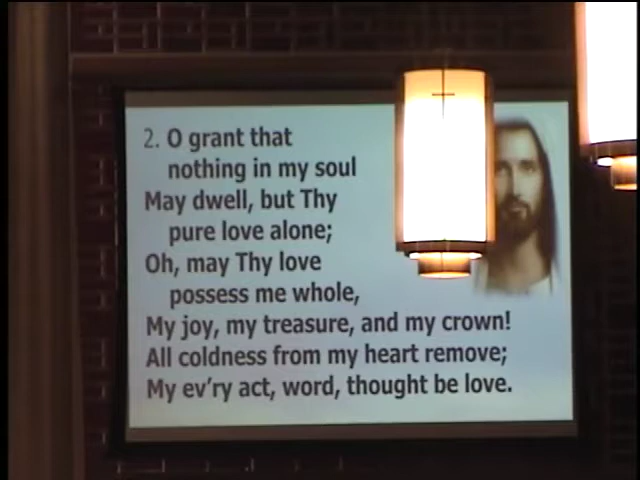 2. O grant that
nothing in my soul
May dwell, but Thy
pure love alone;
Oh, may Thy love
possess me whole,
My joy, my treasure, and my crown!
All coldness from my heart remove;
My ev'ry act, word, thought be love.